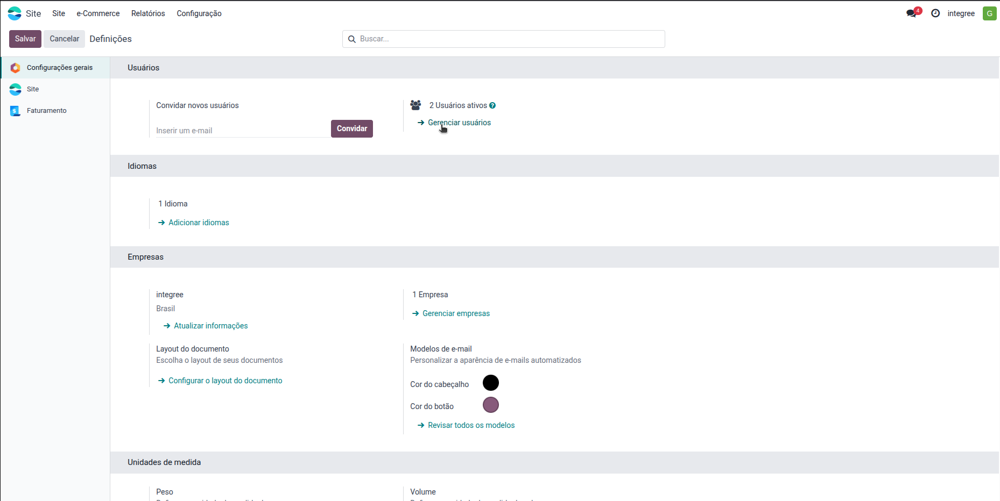 Site Site e-Commerce Relatórios Configuração 4 integree G
Salvar Cancelar Definições Buscar...
Configurações gerais
Site
Faturamento
Usuários
Convidar novos usuários
Inserir um e-mail Convidar
2 Usuários ativos ?
Gerenciar usuários
Idiomas
1 Idioma
Adicionar idiomas
Empresas
integree
Brasil
Atualizar informações
1 Empresa
Gerenciar empresas
Layout do documento
Escolha o layout de seus documentos
Configurar o layout do documento
Modelos de e-mail
Personalizar a aparência de e-mails automatizados
Cor do cabeçalho
Cor do botão
Revisar todos os modelos
Unidades de medida
Peso
Volume